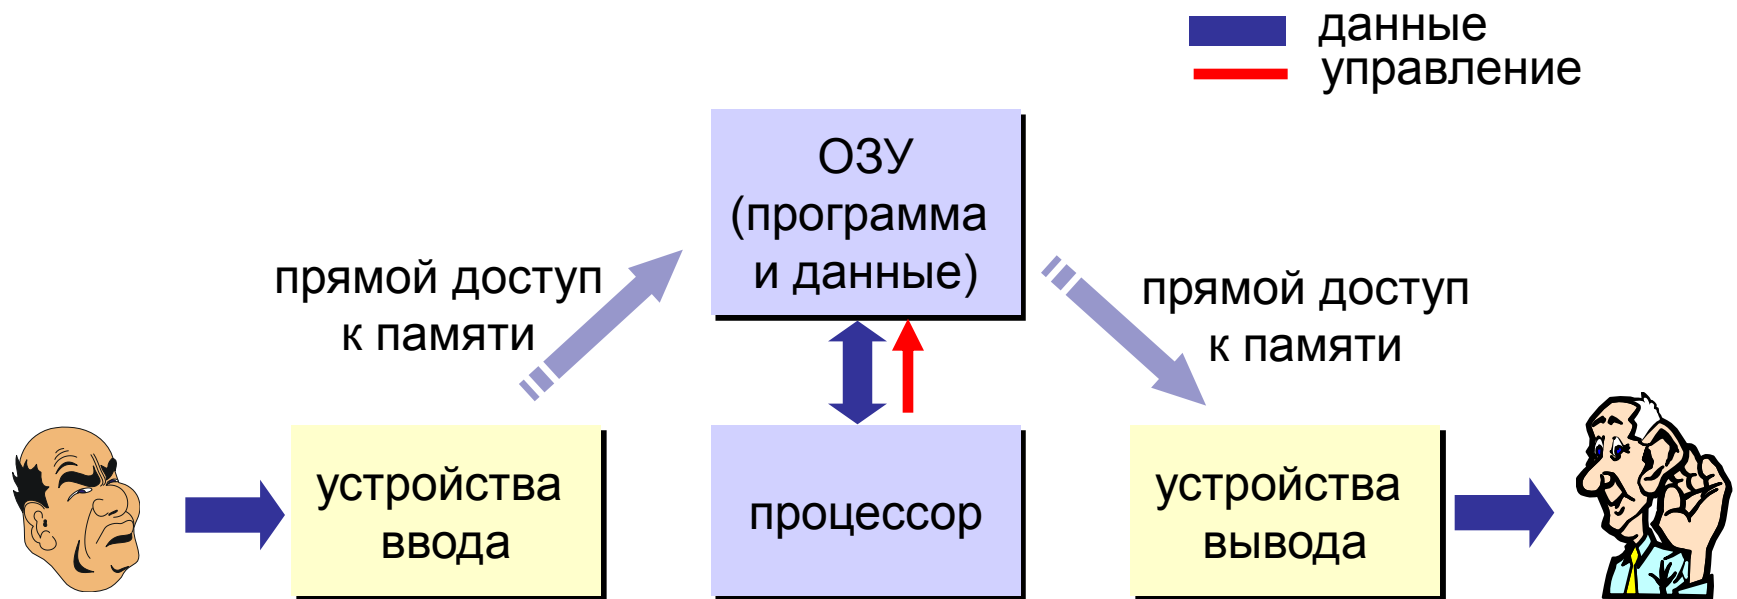 данные
управление
ОЗУ
(программа
и данные)
прямой доступ
к памяти
прямой доступ
к памяти
устройства
ввода
процессор
устройства
вывода